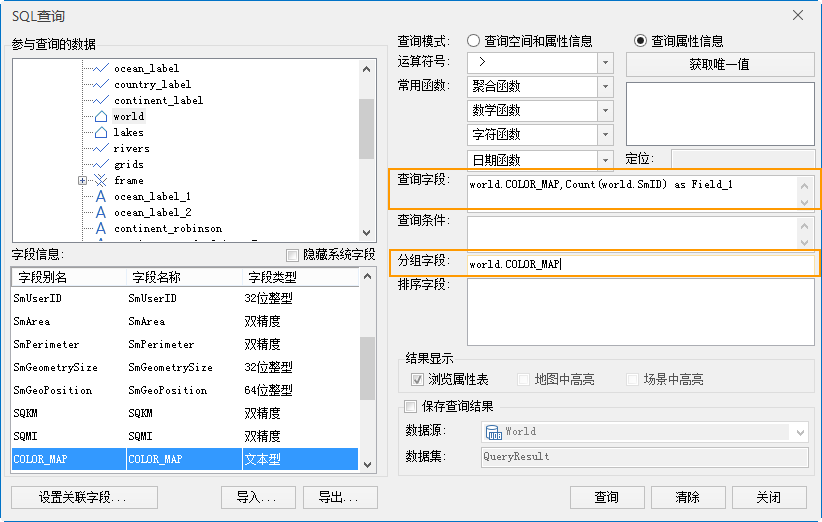 SQL查询
参与查询的数据
ocean_label
country_label
continent_label
world
lakes
rivers
grids
frame
ocean_label_1
ocean_label_2
continent_robinson
字段信息:
隐藏系统字段
字段别名 字段名称 字段类型
SmUserID SmUserID 32位整型
SmArea SmArea 双精度
SmPerimeter SmPerimeter 双精度
SmGeometrySize SmGeometrySize 32位整型
SmGeoPosition SmGeoPosition 64位整型
SQKM SQKM 双精度
SQMI SQMI 双精度
COLOR_MAP COLOR_MAP 文本型
设置关联字段... 导入... 导出...
查询模式: 查询空间和属性信息 查询属性信息
运算符号: > 获取唯一值
常用函数: 聚合函数
数学函数
字符函数
日期函数 定位:
查询字段: world.COLOR_MAP,Count(world.SmID) as Field_1
查询条件:
分组字段: world.COLOR_MAP
排序字段:
结果显示
浏览属性表 地图中高亮 场景中高亮
保存查询结果
数据源: World
数据集: QueryResult
查询 清除 关闭